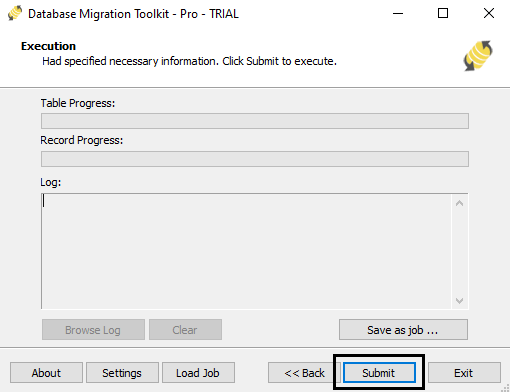 Database Migration Toolkit - Pro - TRIAL
Execution
Had specified necessary information. Click Submit to execute.
Table Progress:
Record Progress:
Log:
Browse Log Clear Save as job ...
About Settings Load Job << Back Submit Exit